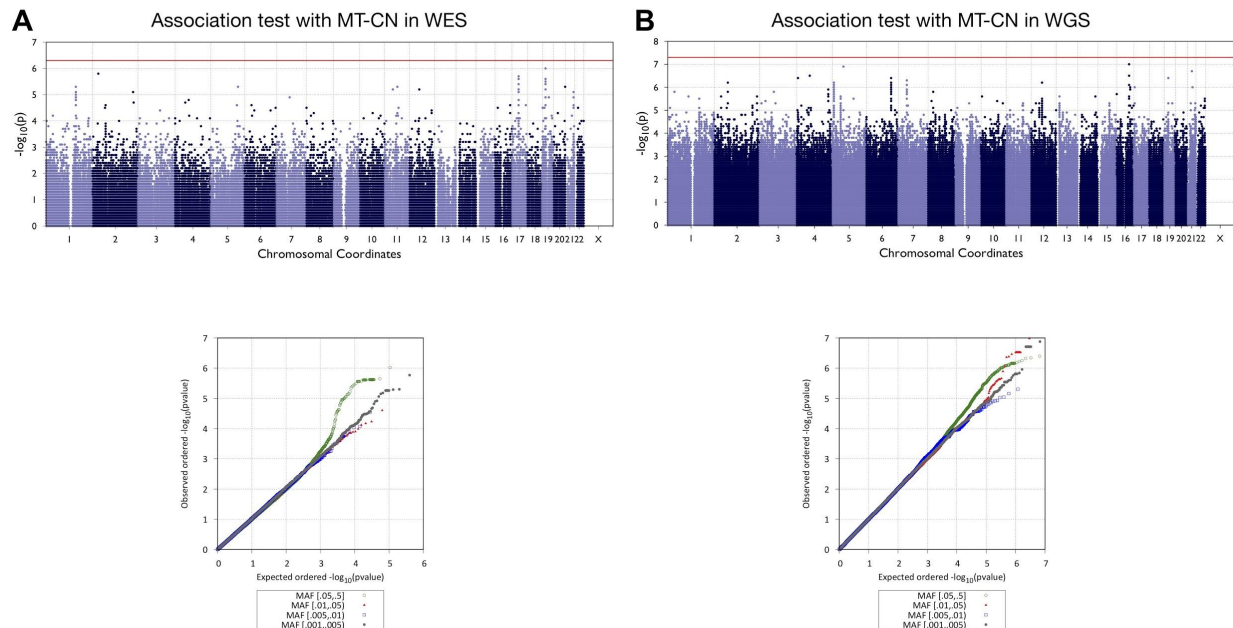 A
Association test with MT-CN in WES
7
6
5
4
3
2
1
0
-log10(p)
1 2 3 4 5 6 7 8 9 10 11 12 13 14 15 16 17 18 19 20 21 22 X
Chromosomal Coordinates
B
Association test with MT-CN in WGS
8
7
6
5
4
3
2
1
0
-log10(p)
1 2 3 4 5 6 7 8 9 10 11 12 13 14 15 16 17 18 19 20 21 22 X
Chromosomal Coordinates
7
6
5
4
3
2
1
0
Observed ordered -log10(pvalue)
0 1 2 3 4 5 6
Expected ordered -log10(pvalue)
MAF [.05,.5]
MAF [.01,.05)
MAF [.005,.01)
MAF [.001,.005)
7
6
5
4
3
2
1
0
Observed ordered -log10(pvalue)
0 1 2 3 4 5 6 7
Expected ordered -log10(pvalue)
MAF [.05,.5]
MAF [.01,.05)
MAF [.005,.01)
MAF [.001,.005)